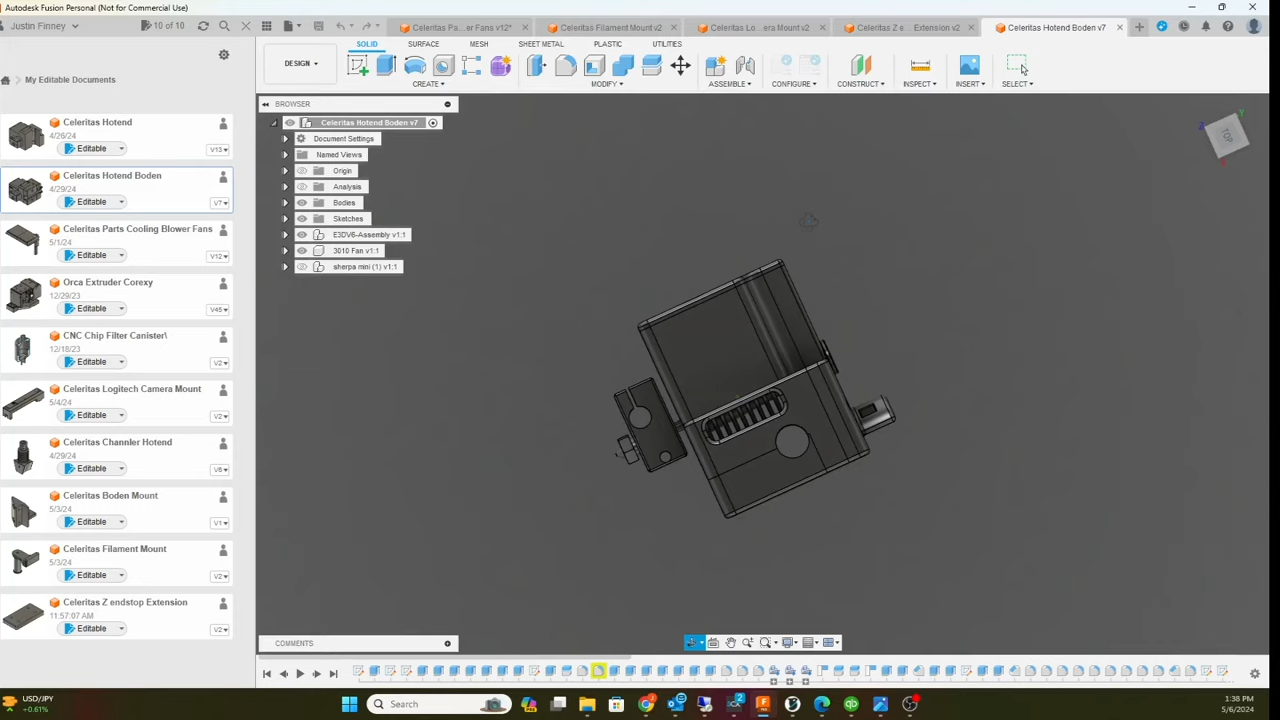 Autodesk Fusion Personal (Not for Commercial Use)
Justin Finney
10 of 10
Celeritas Pa...er Fans v12*
Celeritas Filament Mount v2
Celeritas Lo...era Mount v2
Celeritas Z e... Extension v2
Celeritas Hotend Boden v7
SOLID
SURFACE
MESH
SHEET METAL
PLASTIC
UTILITIES
DESIGN
CREATE
MODIFY
ASSEMBLE
CONFIGURE
CONSTRUCT
INSPECT
INSERT
SELECT
My Editable Documents
Celeritas Hotend
4/26/24
Editable
V13
Celeritas Hotend Boden
4/29/24
Editable
V7
Celeritas Parts Cooling Blower Fans
5/1/24
Editable
V12
Orca Extruder Corexy
12/29/23
Editable
V45
CNC Chip Filter Canister\
12/18/23
Editable
V2
Celeritas Logitech Camera Mount
5/4/24
Editable
V2
Celeritas Channler Hotend
4/29/24
Editable
V6
Celeritas Boden Mount
5/3/24
Editable
V1
Celeritas Filament Mount
5/3/24
Editable
V2
Celeritas Z endstop Extension
11:57:07 AM
Editable
V2
BROWSER
Celeritas Hotend Boden v7
Document Settings
Named Views
Origin
Analysis
Bodies
Sketches
E3DV6-Assembly v1:1
3010 Fan v1:1
sherpa mini (1) v1:1
TOP
COMMENTS
USD/JPY
+0.61%
Search
1:38 PM
5/6/2024